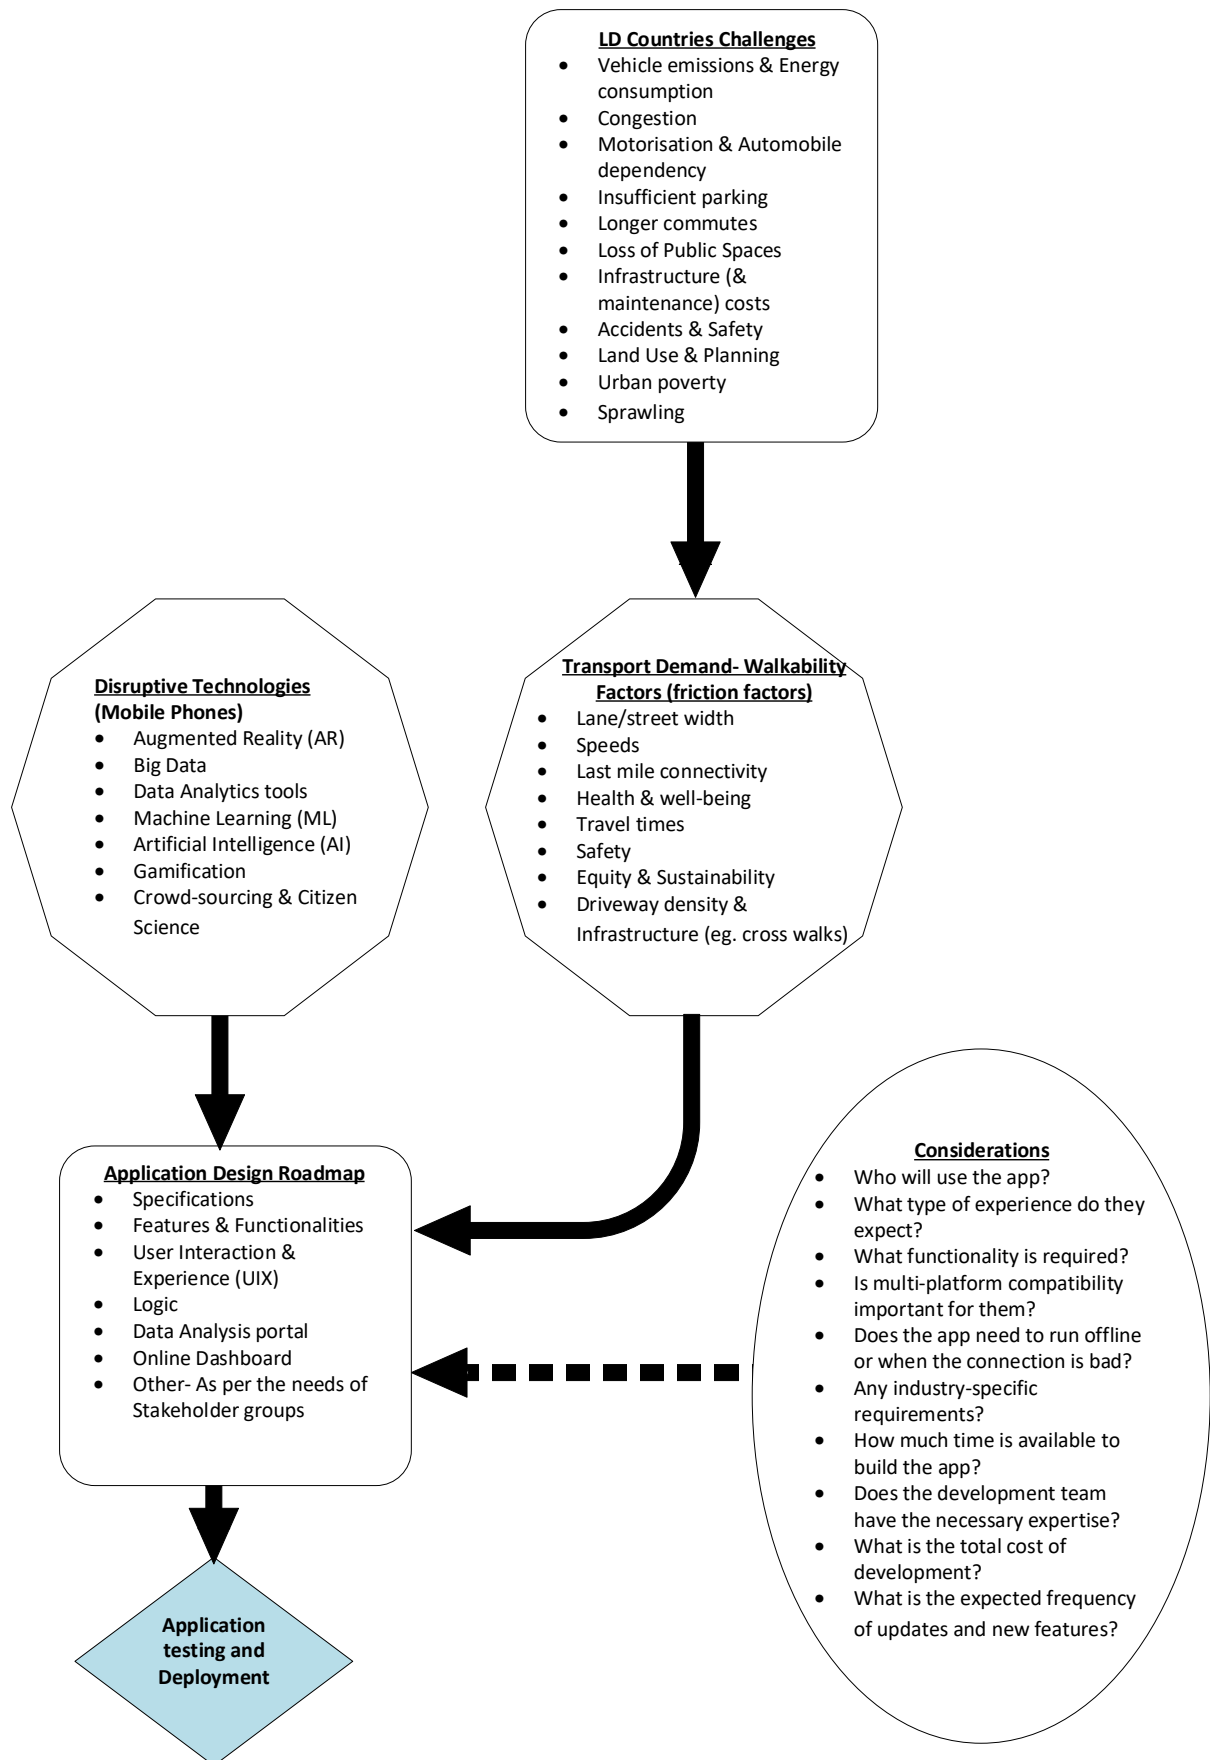 LD Countries Challenges
• Vehicle emissions & Energy
consumption
• Congestion
• Motorisation & Automobile
dependency
• Insufficient parking
• Longer commutes
• Loss of Public Spaces
• Infrastructure (&
maintenance) costs
• Accidents & Safety
• Land Use & Planning
• Urban poverty
• Sprawling
Disruptive Technologies
(Mobile Phones)
• Augmented Reality (AR)
• Big Data
• Data Analytics tools
• Machine Learning (ML)
• Artificial Intelligence (AI)
• Gamification
• Crowd-sourcing & Citizen
Science
Transport Demand- Walkability
Factors (friction factors)
• Lane/street width
• Speeds
• Last mile connectivity
• Health & well-being
• Travel times
• Safety
• Equity & Sustainability
• Driveway density &
Infrastructure (eg. cross walks)
Application Design Roadmap
• Specifications
• Features & Functionalities
• User Interaction &
Experience (UIX)
• Logic
• Data Analysis portal
• Online Dashboard
• Other- As per the needs of
Stakeholder groups
Considerations
• Who will use the app?
• What type of experience do they
expect?
• What functionality is required?
• Is multi-platform compatibility
important for them?
• Does the app need to run offline
or when the connection is bad?
• Any industry-specific
requirements?
• How much time is available to
build the app?
• Does the development team
have the necessary expertise?
• What is the total cost of
development?
• What is the expected frequency
of updates and new features?
Application
testing and
Deployment